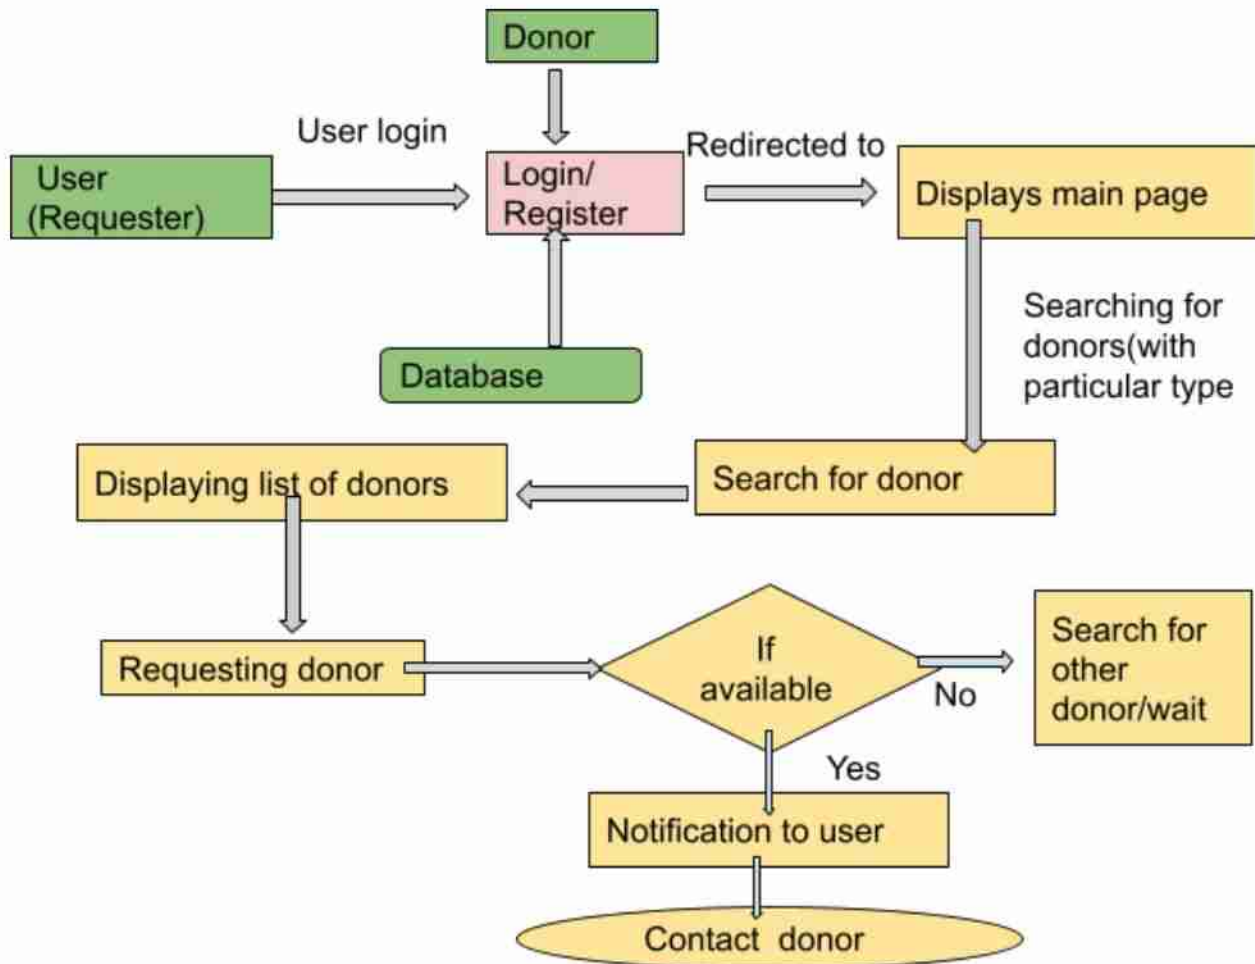 Donor
User login
Redirected to
User
(Requester)
Login/
Register
Displays main page
Database
Searching for
donors(with
particular type
Displaying list of donors
Search for donor
Requesting donor
If
available
No
Search for
other
donor/wait
Yes
Notification to user
Contact donor